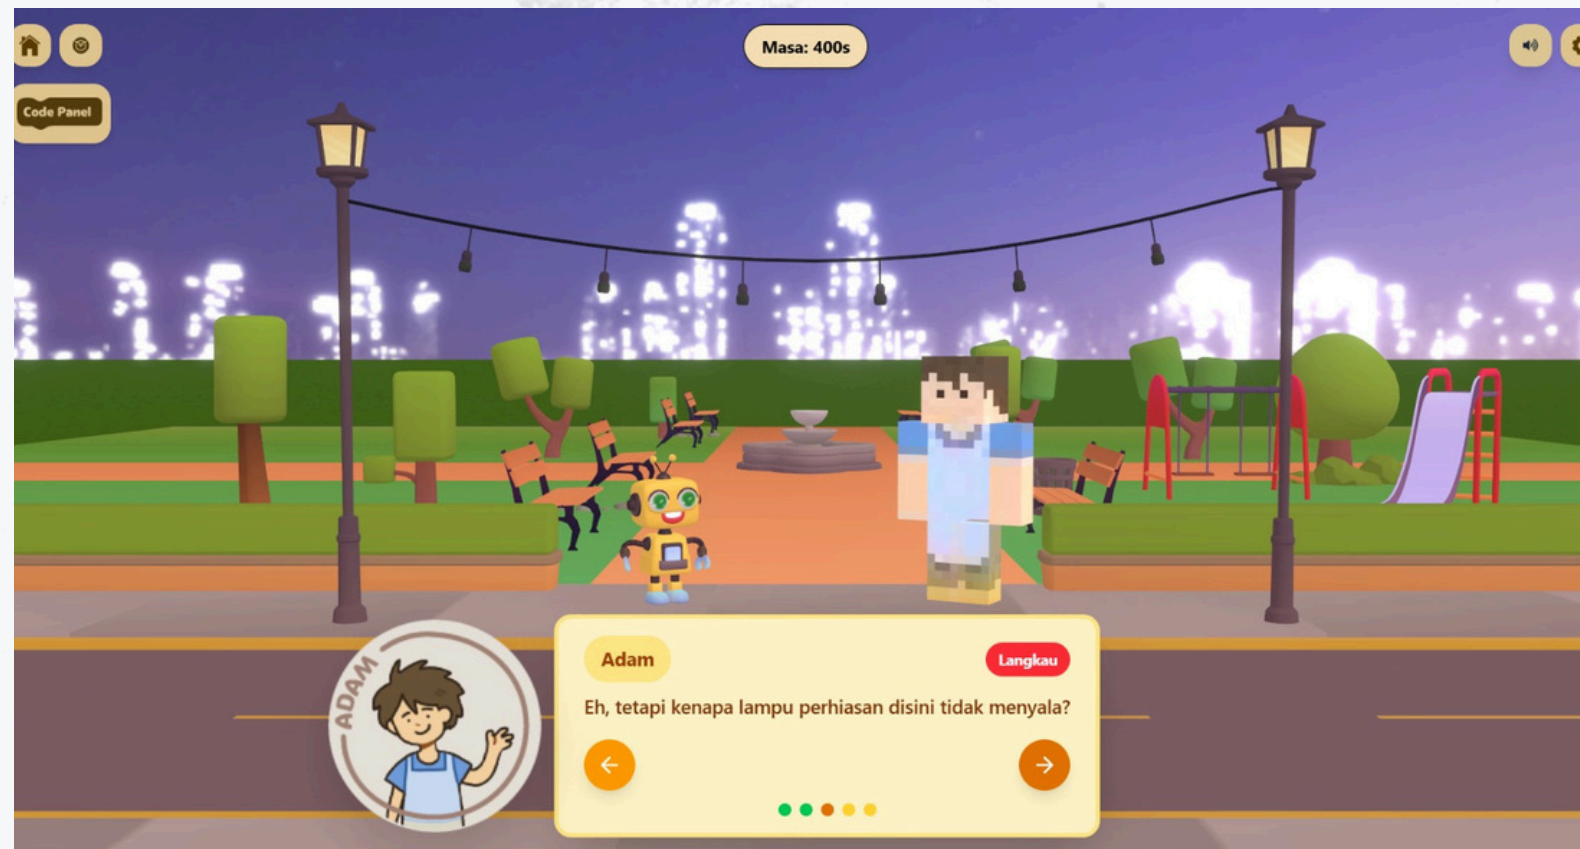 Masa: 400s
Code Panel
ADAM
Adam
Langkau
Eh, tetapi kenapa lampu perhiasan disini tidak menyala?